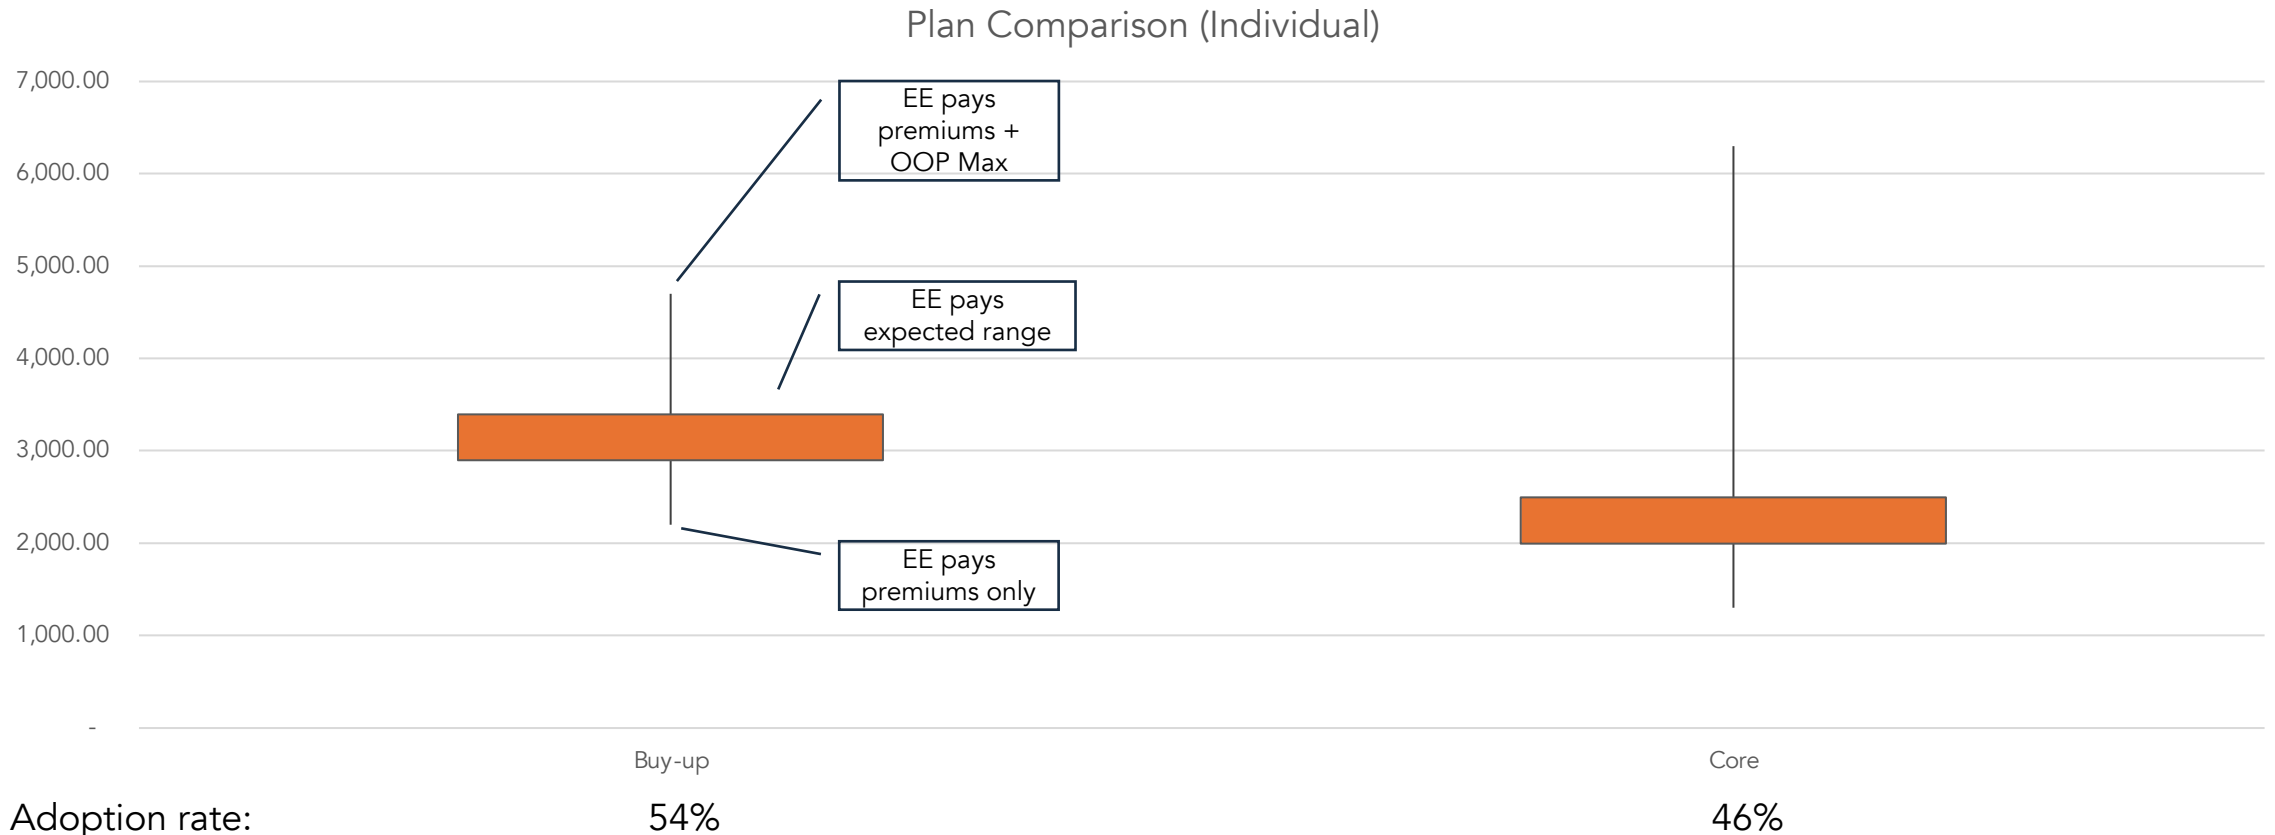 Plan Comparison (Individual)
7,000.00
6,000.00
5,000.00
4,000.00
3,000.00
2,000.00
1,000.00
-
EE pays
premiums +
OOP Max
EE pays
expected range
EE pays
premiums only
Buy-up
Core
Adoption rate:
54%
46%